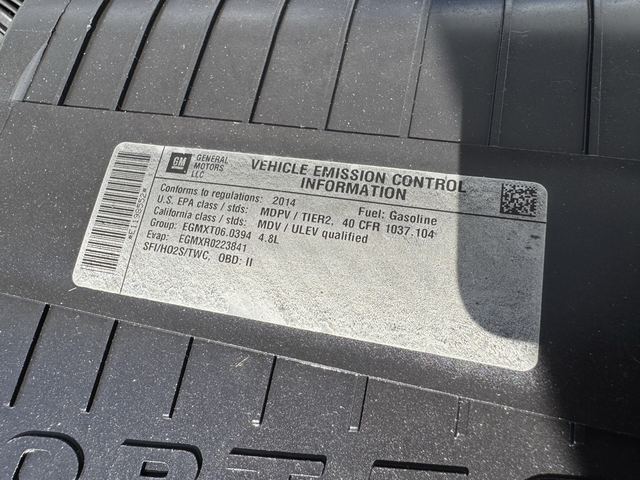 *E1198552*
GM
GENERAL
MOTORS
LLC
VEHICLE EMISSION CONTROL
INFORMATION
Conforms to regulations: 2014 Fuel: Gasoline
U.S. EPA class / stds: MDPV / TIER2, 40 CFR 1037.104
California class / stds: MDV / ULEV qualified
Group: EGMXT06.0394 4.8L
Evap: EGMXR0223841
SFI/HO2S/TWC, OBD: II
ORTE